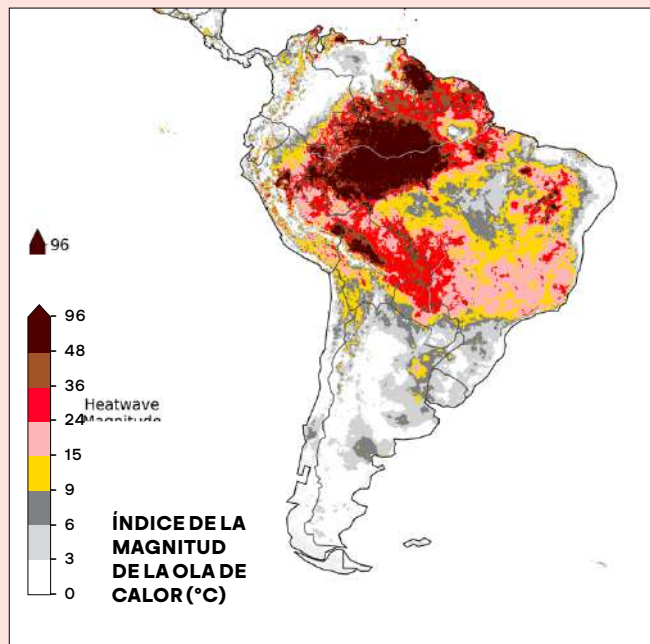 96
96
48
36
Heatwave
24
Magnitude
15
9
6
3
0
ÍNDICE DE LA
MAGNITUD
DE LA OLA DE
CALOR (°C)